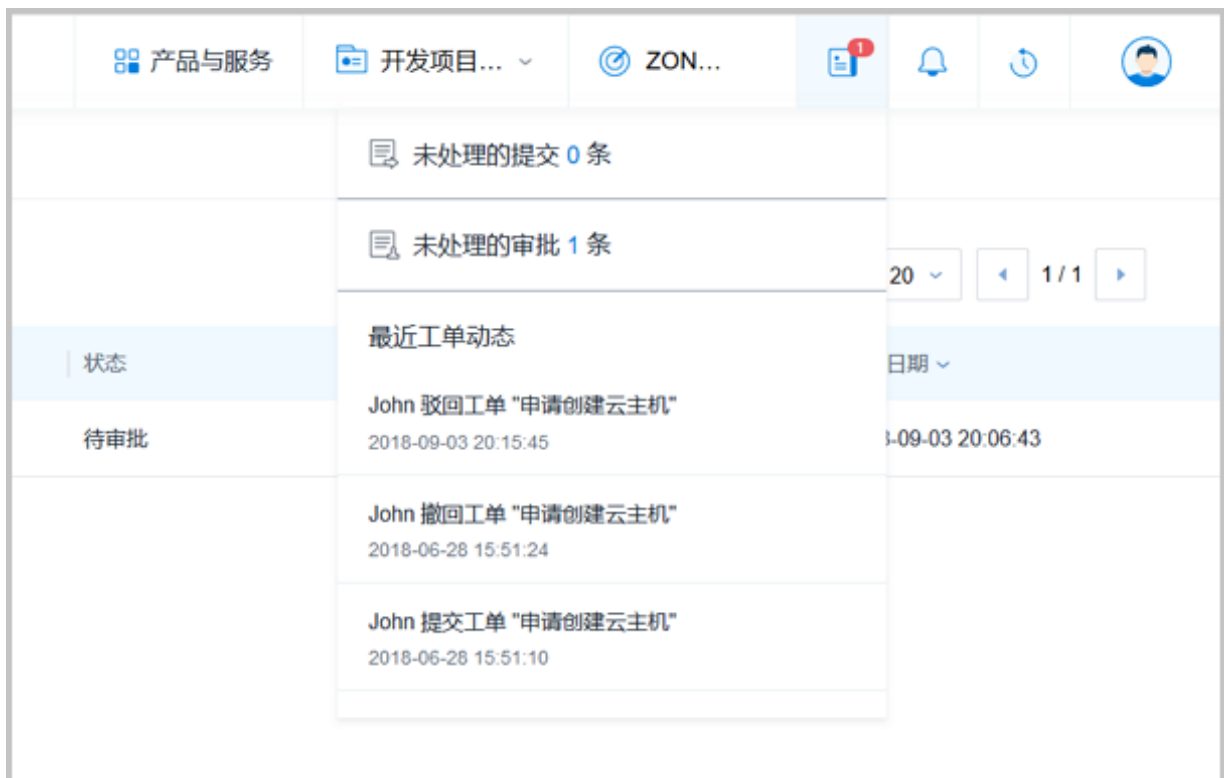 产品与服务 开发项目... ZON... 1
未处理的提交 0 条
未处理的审批 1 条
20 1 / 1
最近工单动态
状态 日期
John 驳回工单 "申请创建云主机"
2018-09-03 20:15:45
待审批 -09-03 20:06:43
John 撤回工单 "申请创建云主机"
2018-06-28 15:51:24
John 提交工单 "申请创建云主机"
2018-06-28 15:51:10